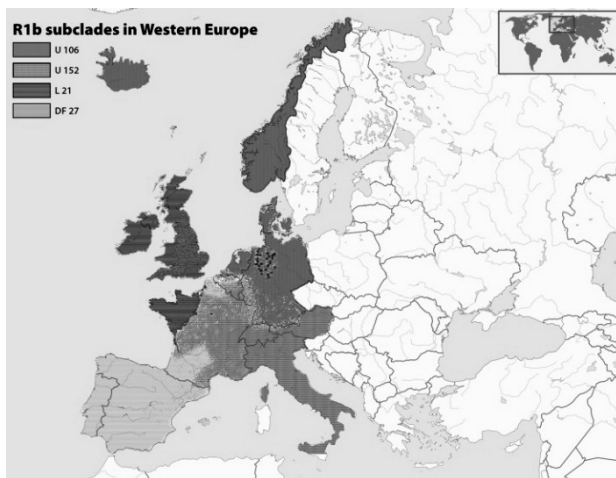 R1b subclades in Western Europe
U 106
U 152
L 21
DF 27